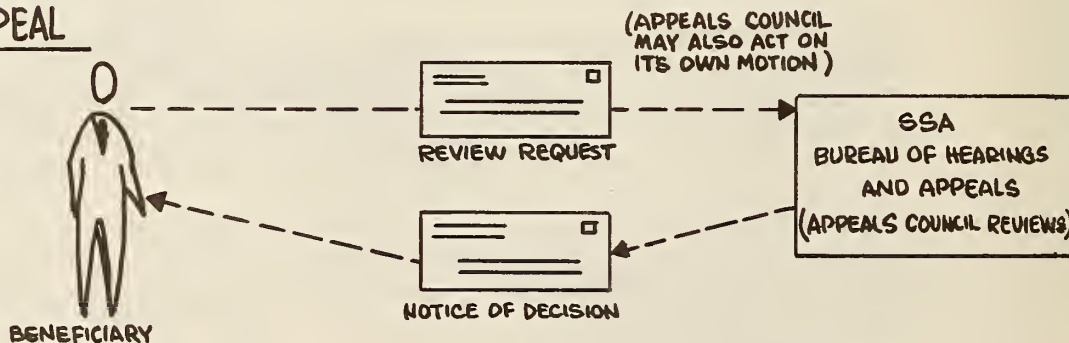 PEAL
(APPEALS COUNCIL
MAY ALSO ACT ON
ITS OWN MOTION)
REVIEW REQUEST
SSA
BUREAU OF HEARINGS
AND APPEALS
(APPEALS COUNCIL REVIEWS)
NOTICE OF DECISION
BENEFICIARY